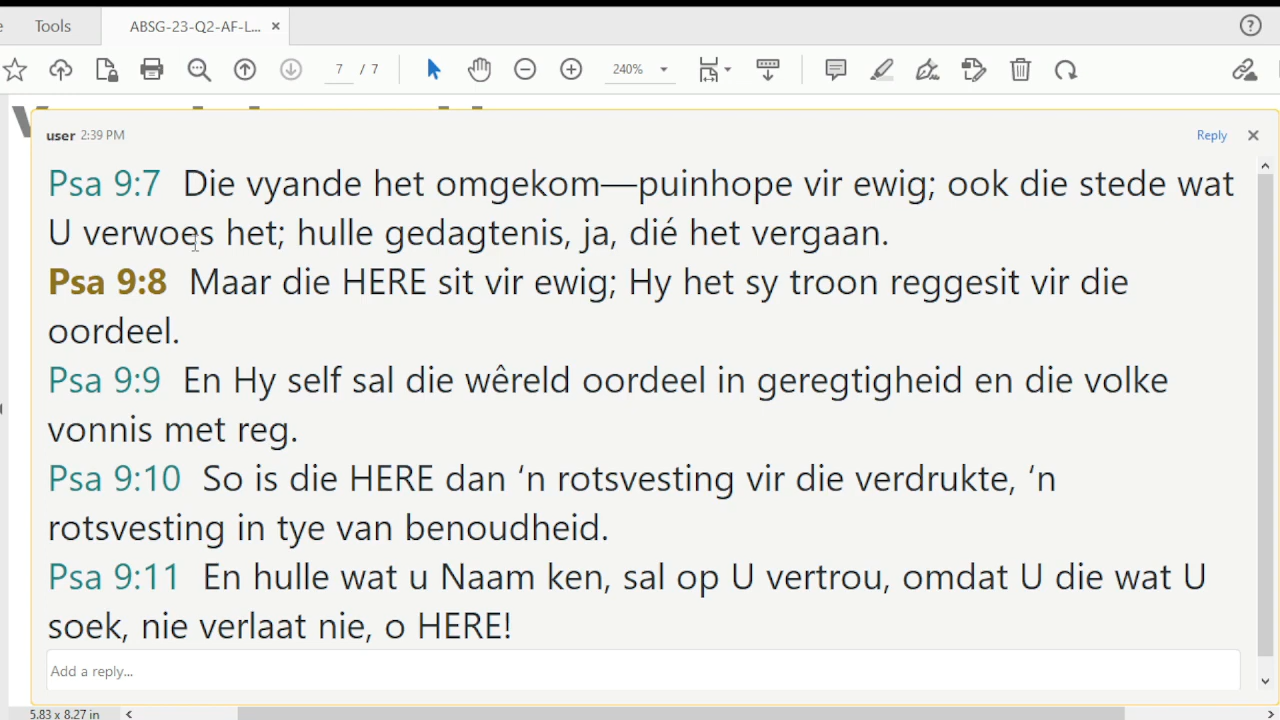 Tools
ABSG-23-Q2-AF-L...
7 / 7
240%
user 2:39 PM
Reply
Psa 9:7 Die vyande het omgekom—puinhope vir ewig; ook die stede wat
U verwoes het; hulle gedagtenis, ja, dié het vergaan.
Psa 9:8 Maar die HERE sit vir ewig; Hy het sy troon reggesit vir die
oordeel.
Psa 9:9 En Hy self sal die wêreld oordeel in geregtigheid en die volke
vonnis met reg.
Psa 9:10 So is die HERE dan ‘n rotsvesting vir die verdrukte, ‘n
rotsvesting in tye van benoudheid.
Psa 9:11 En hulle wat u Naam ken, sal op U vertrou, omdat U die wat U
soek, nie verlaat nie, o HERE!
Add a reply...
5.83 x 8.27 in